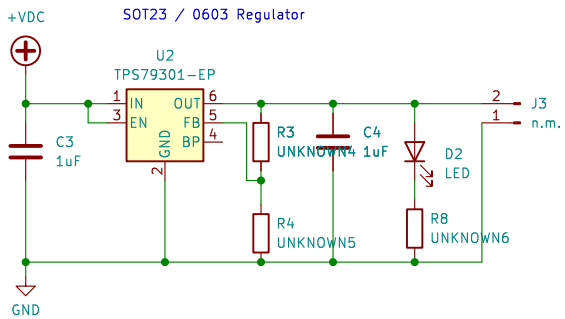 SOT23 / 0603 Regulator
+VDC
U2
TPS79301-EP
1 IN OUT 6
3 EN FB 5
BP 4
GND
2
C3
1uF
R3
UNKNOWN4
C4
1uF
2 J3
1 n.m.
D2
LED
R4
UNKNOWN5
R8
UNKNOWN6
GND